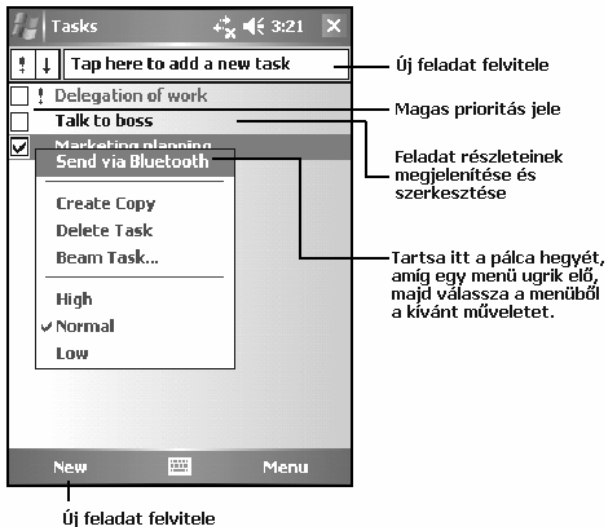 Tasks 3:21
Tap here to add a new task
Új feladat felvitele
Delegation of work
Magas prioritás jele
Talk to boss
Marketing planning
Feladat részleteinek
megjelenítése és
szerkesztése
Send via Bluetooth
Create Copy
Delete Task
Beam Task...
Tartsa itt a pálca hegyét,
amíg egy menü ugrik elő,
majd válassza a menüből
a kívánt műveletet.
High
Normal
Low
New Menu
Új feladat felvitele